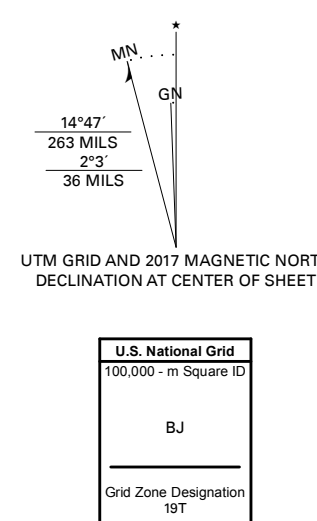 ★
MN
GN
14°47´
263 MILS
2°3´
36 MILS
UTM GRID AND 2017 MAGNETIC NORT
DECLINATION AT CENTER OF SHEET
U.S. National Grid
100,000 - m Square ID
BJ
Grid Zone Designation
19T